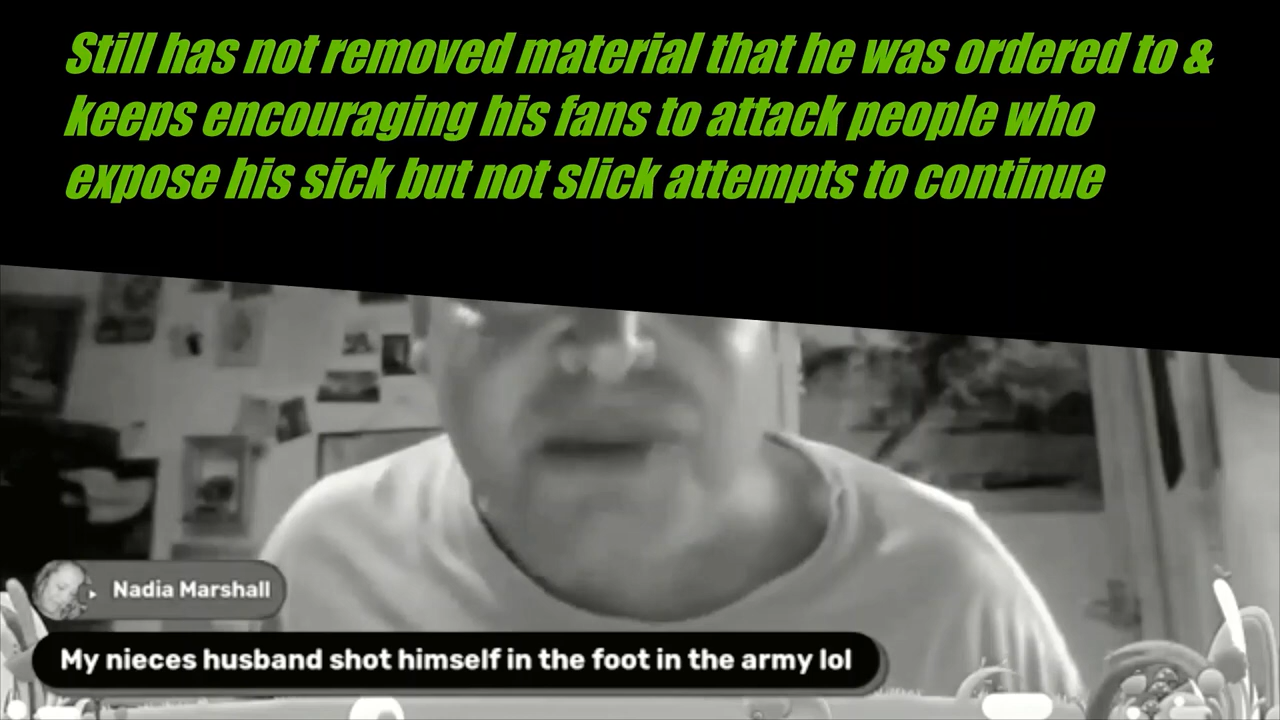 Still has not removed material that he was ordered to &
keeps encouraging his fans to attack people who
expose his sick but not slick attempts to continue
Nadia Marshall
My nieces husband shot himself in the foot in the army lol